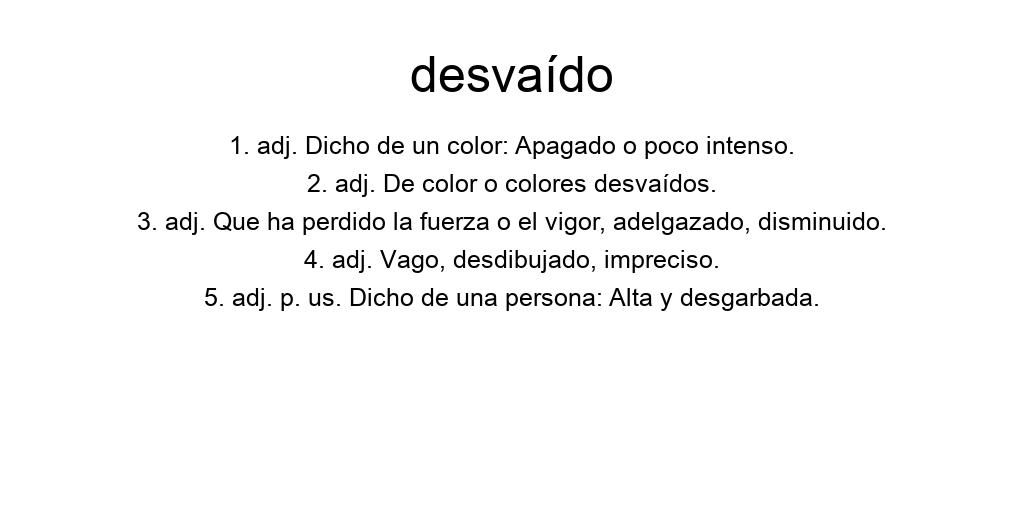 desvaído
1. adj. Dicho de un color: Apagado o poco intenso.
2. adj. De color o colores desvaídos.
3. adj. Que ha perdido la fuerza o el vigor, adelgazado, disminuido.
4. adj. Vago, desdibujado, impreciso.
5. adj. p. us. Dicho de una persona: Alta y desgarbada.